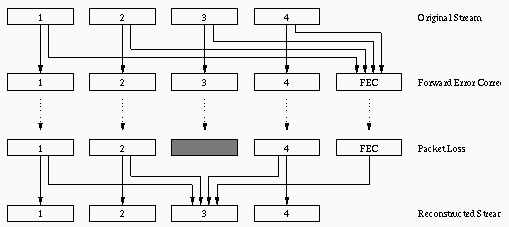 1 2 3 4 Original Stream
1 2 3 4 FEC Forward Error Corre
1 2 4 FEC Packet Loss
1 2 3 4 Reconstructed Strear